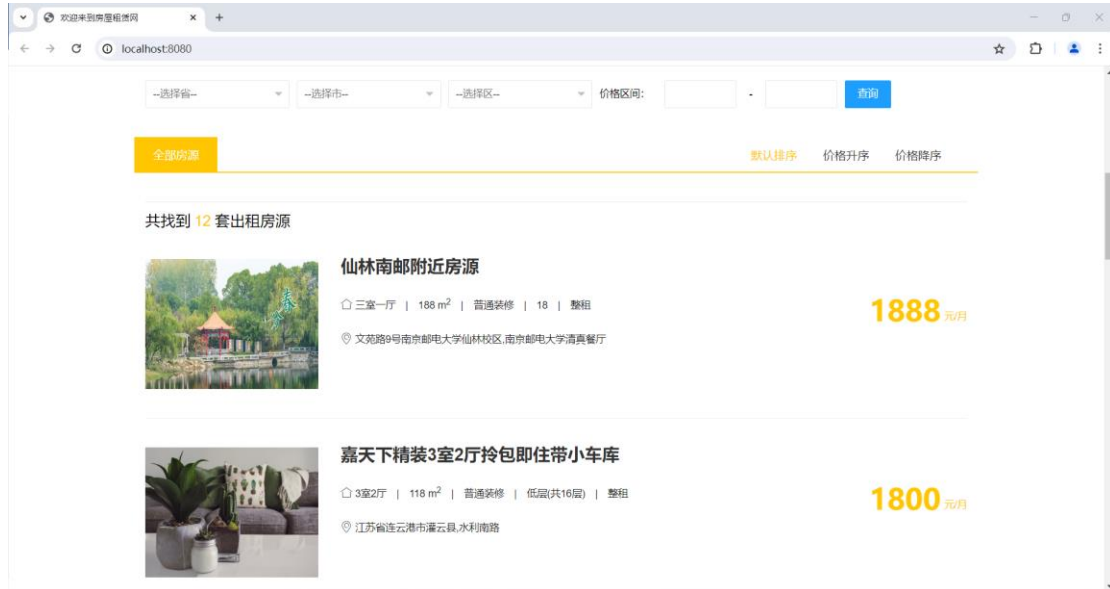 欢迎来到房屋租赁网
localhost:8080
--选择省-- --选择市-- --选择区-- 价格区间： - 查询
全部房源 默认排序 价格升序 价格降序
共找到 12 套出租房源
春芳
仙林南邮附近房源
三室一厅 | 188 m² | 普通装修 | 18 | 整租
1888 元/月
文苑路9号南京邮电大学仙林校区,南京邮电大学清真餐厅
嘉天下精装3室2厅拎包即住带小车库
3室2厅 | 118 m² | 普通装修 | 低层(共16层) | 整租
1800 元/月
江苏省连云港市灌云县,水利南路